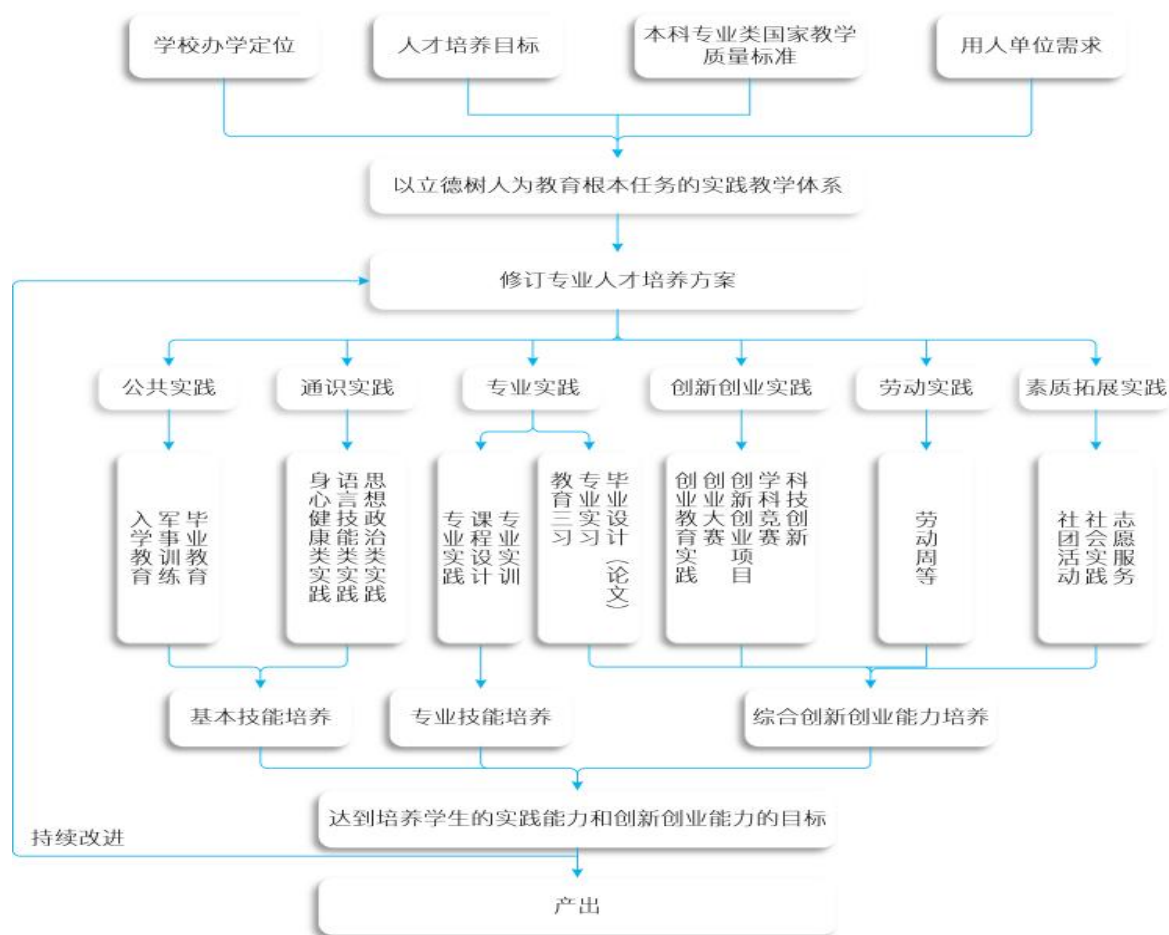 学校办学定位
人才培养目标
本科专业类国家教学
质量标准
用人单位需求
以立德树人为教育根本任务的实践教学体系
修订专业人才培养方案
公共实践
通识实践
专业实践
创新创业实践
劳动实践
素质拓展实践
毕业教育
军事训练
入学教育
思想政治类实践
语言技能类实践
身心健康类实践
专业实训
课程设计
专业实践
毕业设计（论文）
专业实习
教育三习
科技创新
学科竞赛
创新创业项目
创业大赛
创业教育实践
劳动周等
志愿服务
社会实践
社团活动
基本技能培养
专业技能培养
综合创新创业能力培养
达到培养学生的实践能力和创新创业能力的目标
持续改进
产出